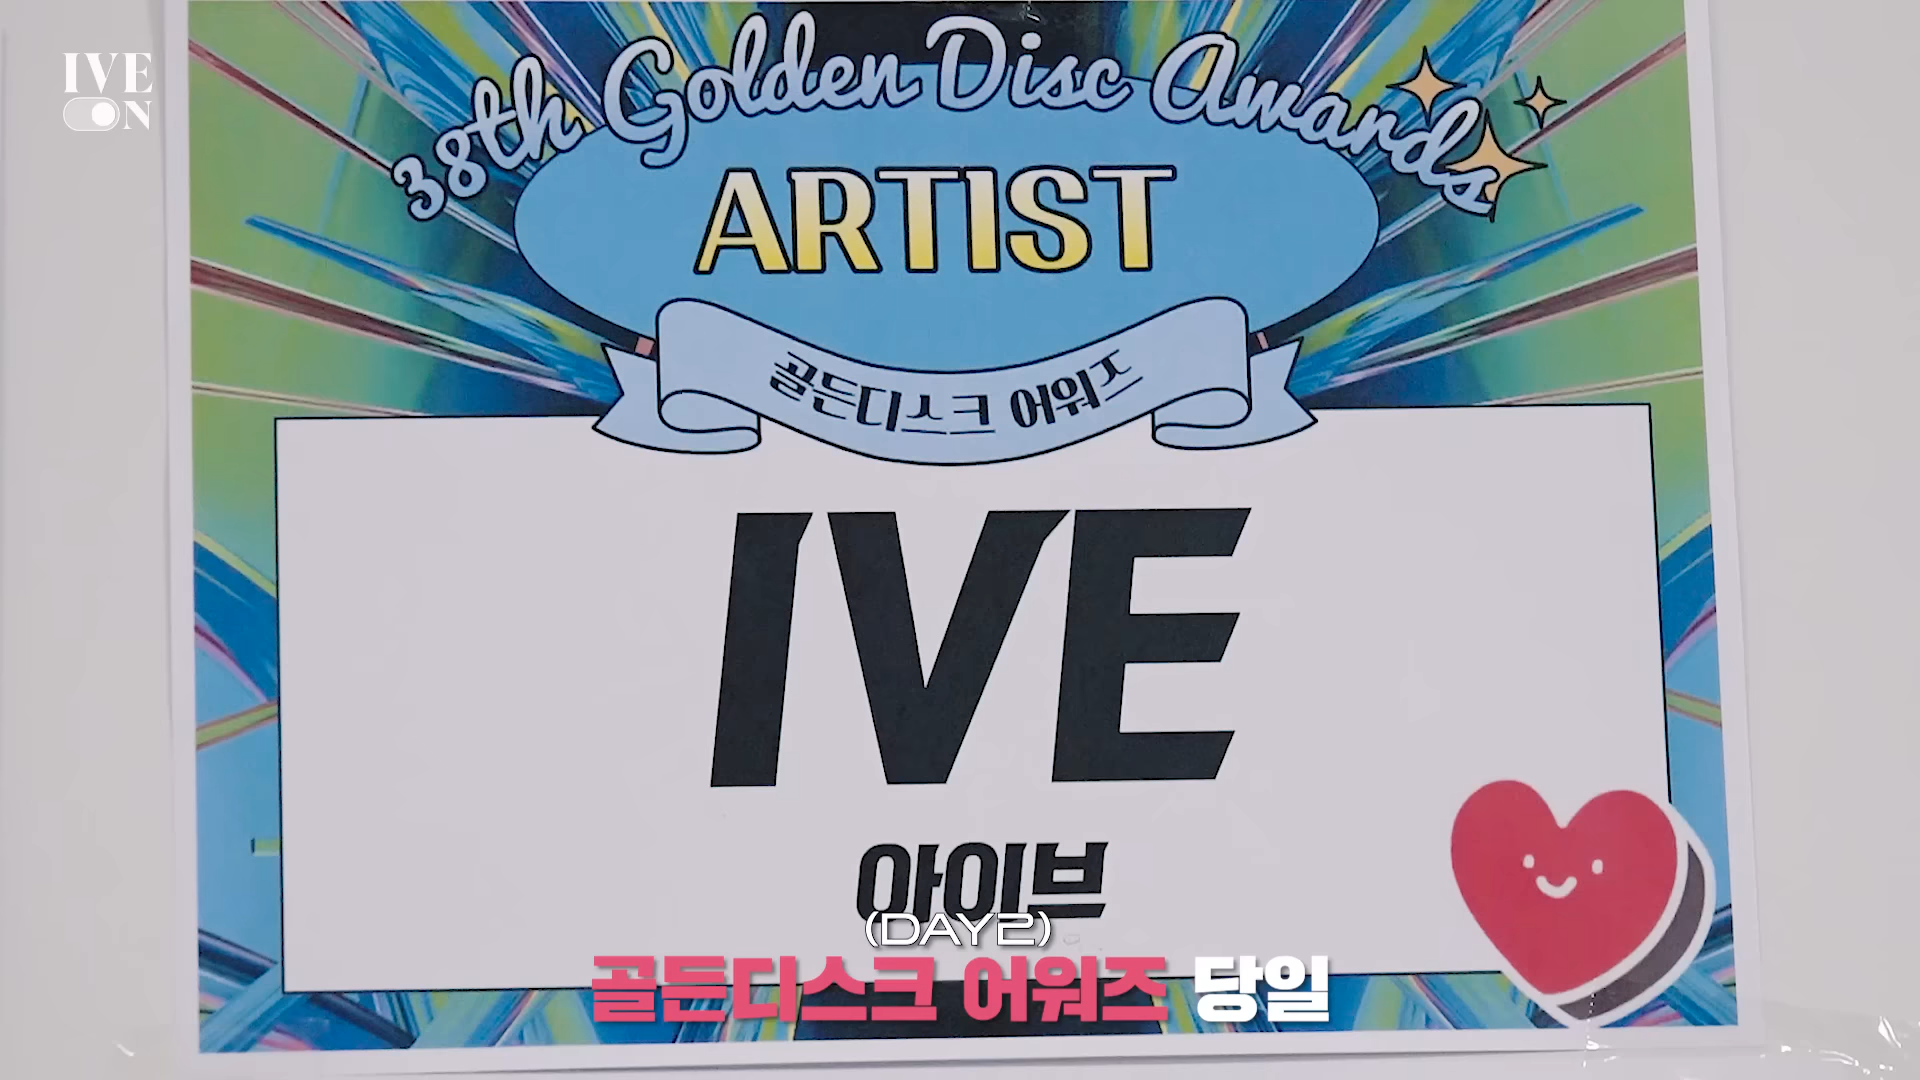 IVE
ON
38th Golden Disc Awards
ARTIST
골든디스크 어워즈
IVE
아이브
(DAY2)
골든디스크 어워즈 당일